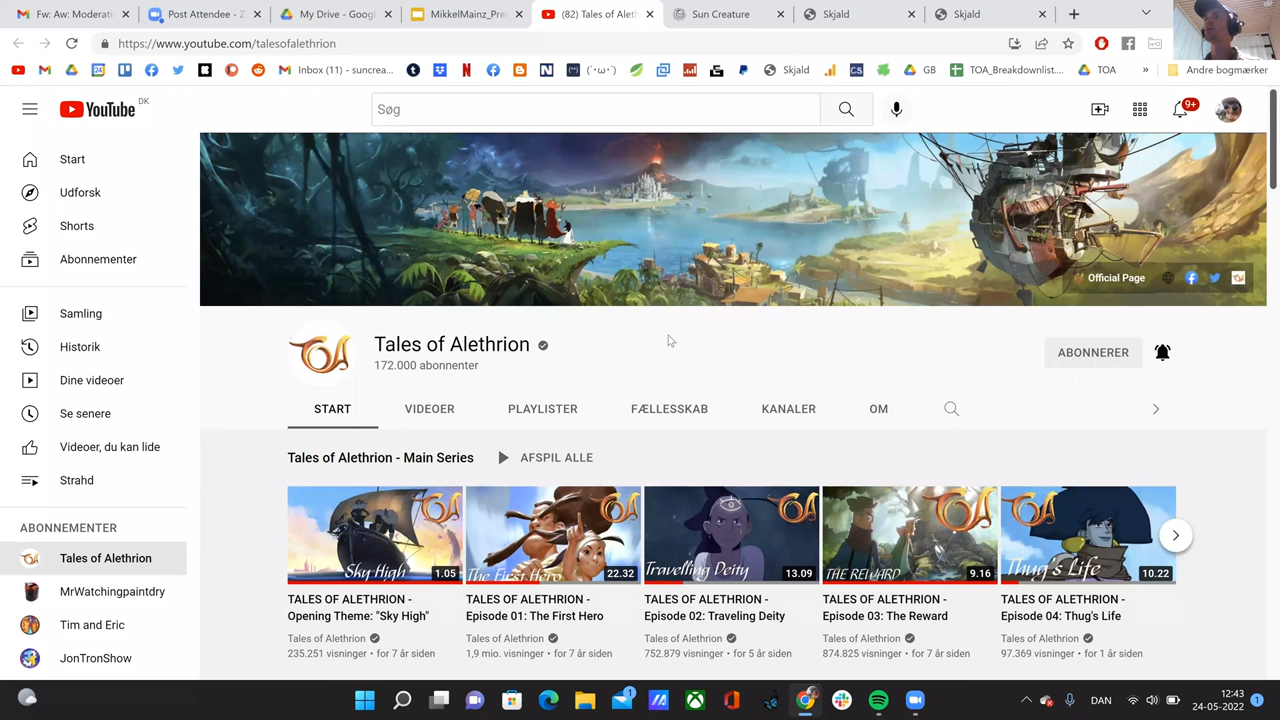 Fw: Aw: Moderati
Post Attendee - Z
My Drive - Googl
MikkelMainz_Pre
(82) Tales of Aleth
Sun Creature
Skjald
Skjald
https://www.youtube.com/talesofalethrion
Inbox (11) - suncrea...
(･ω･)
Skjald
GB
TOA_Breakdownlist....
TOA
»
Andre bogmærker
YouTube DK
Søg
9+
Start
Udforsk
Shorts
Abonnementer
Samling
Historik
Dine videoer
Se senere
Videoer, du kan lide
Strahd
ABONNEMENTER
Tales of Alethrion
MrWatchingpaintdry
Tim and Eric
JonTronShow
Official Page
TOA
Tales of Alethrion
172.000 abonnenter
ABONNERER
START
VIDEOER
PLAYLISTER
FÆLLESSKAB
KANALER
OM
Tales of Alethrion - Main Series
AFSPIL ALLE
TOA
Sky High
1.05
TALES OF ALETHRION -
Opening Theme: "Sky High"
Tales of Alethrion
235.251 visninger • for 7 år siden
TOA
The First Hero
22.32
TALES OF ALETHRION -
Episode 01: The First Hero
Tales of Alethrion
1,9 mio. visninger • for 7 år siden
TOA
Travelling Deity
13.09
TALES OF ALETHRION -
Episode 02: Traveling Deity
Tales of Alethrion
752.879 visninger • for 5 år siden
TOA
THE REWARD
9.16
TALES OF ALETHRION -
Episode 03: The Reward
Tales of Alethrion
874.825 visninger • for 7 år siden
TOA
Thug's Life
10.22
TALES OF ALETHRION -
Episode 04: Thug's Life
Tales of Alethrion
97.369 visninger • for 1 år siden
1
DAN
12:43
24-05-2022
1